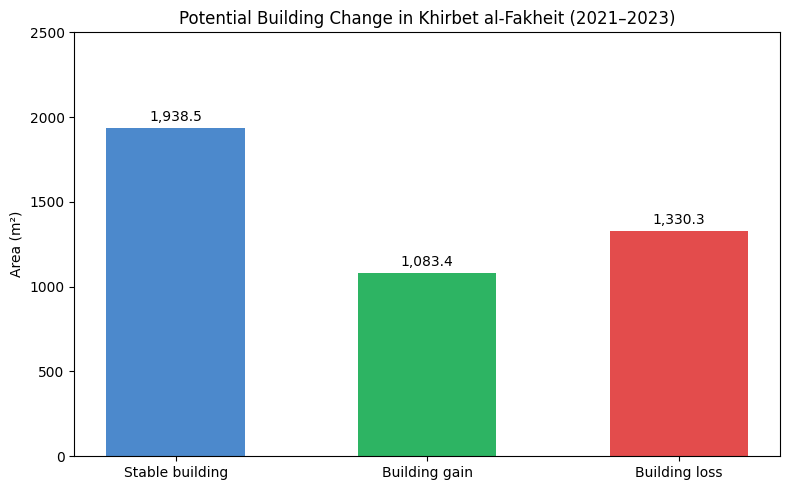 Potential Building Change in Khirbet al-Fakheit (2021–2023)
2500
2000
1500
1000
500
0
Area (m²)
1,938.5
1,083.4
1,330.3
Stable building
Building gain
Building loss